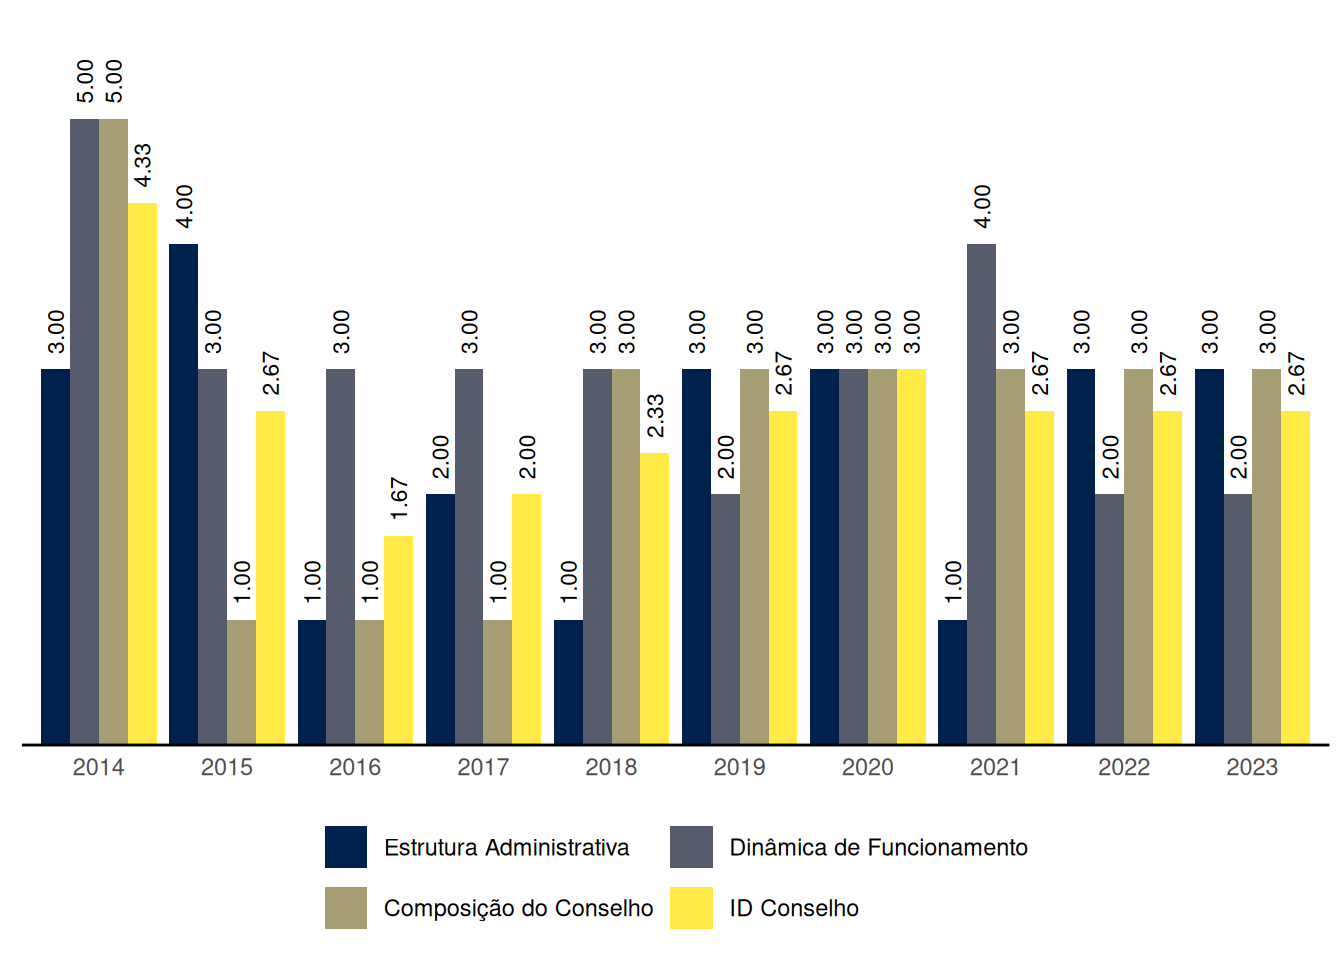 3.00 5.00 5.00 4.33 4.00 3.00 1.00 2.67 1.00 3.00 1.00 1.67 2.00 3.00 1.00 2.00 1.00 3.00 3.00 2.33 3.00 2.00 3.00 2.67 3.00 3.00 3.00 3.00 1.00 4.00 3.00 2.67 3.00 2.00 3.00 2.67 3.00 2.00 3.00 2.67
2014 2015 2016 2017 2018 2019 2020 2021 2022 2023
Estrutura Administrativa Dinâmica de Funcionamento
Composição do Conselho ID Conselho